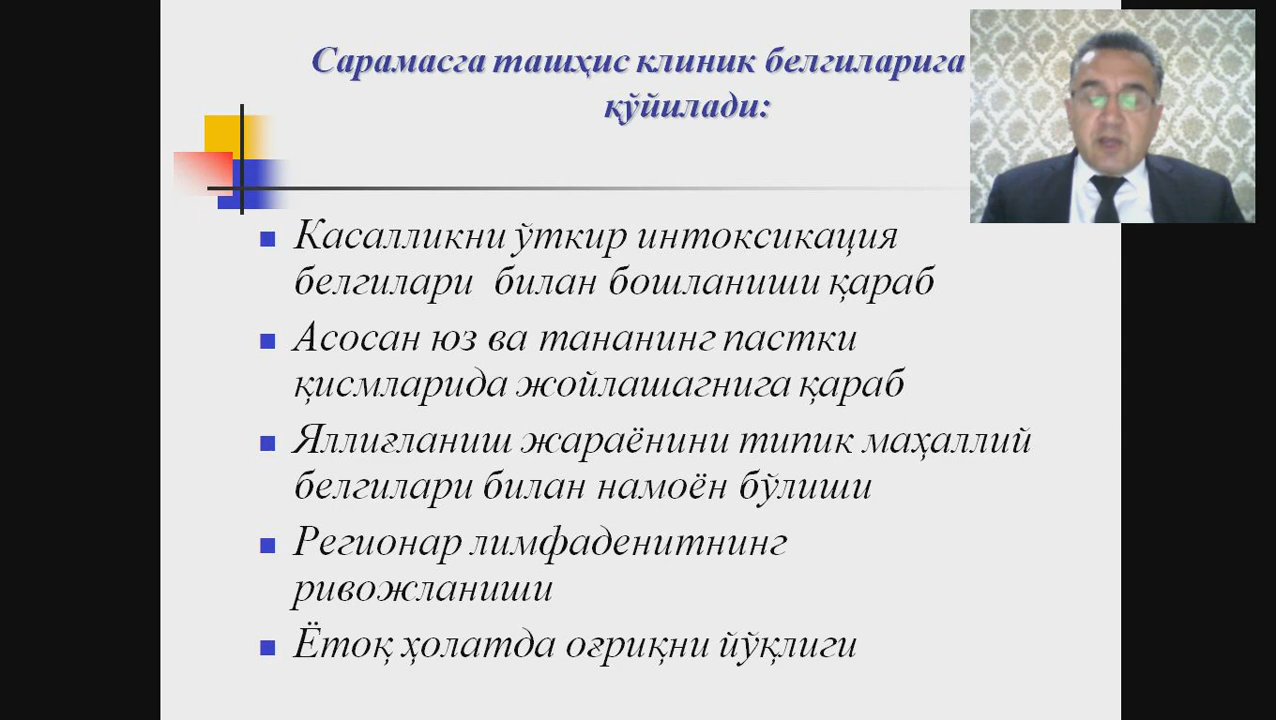 Сарамасга ташҳис клиник белгиларига
қўйилади:
Касалликни ўткир интоксикация
белгилари билан бошланиши қараб
Асосан юз ва тананинг пастки
қисмларида жойлашагнига қараб
Яллиғланиш жараёнини типик маҳаллий
белгилари билан намоён бўлиши
Регионар лимфаденитнинг
ривожланиши
Ётоқ ҳолатда оғриқни йўқлиги